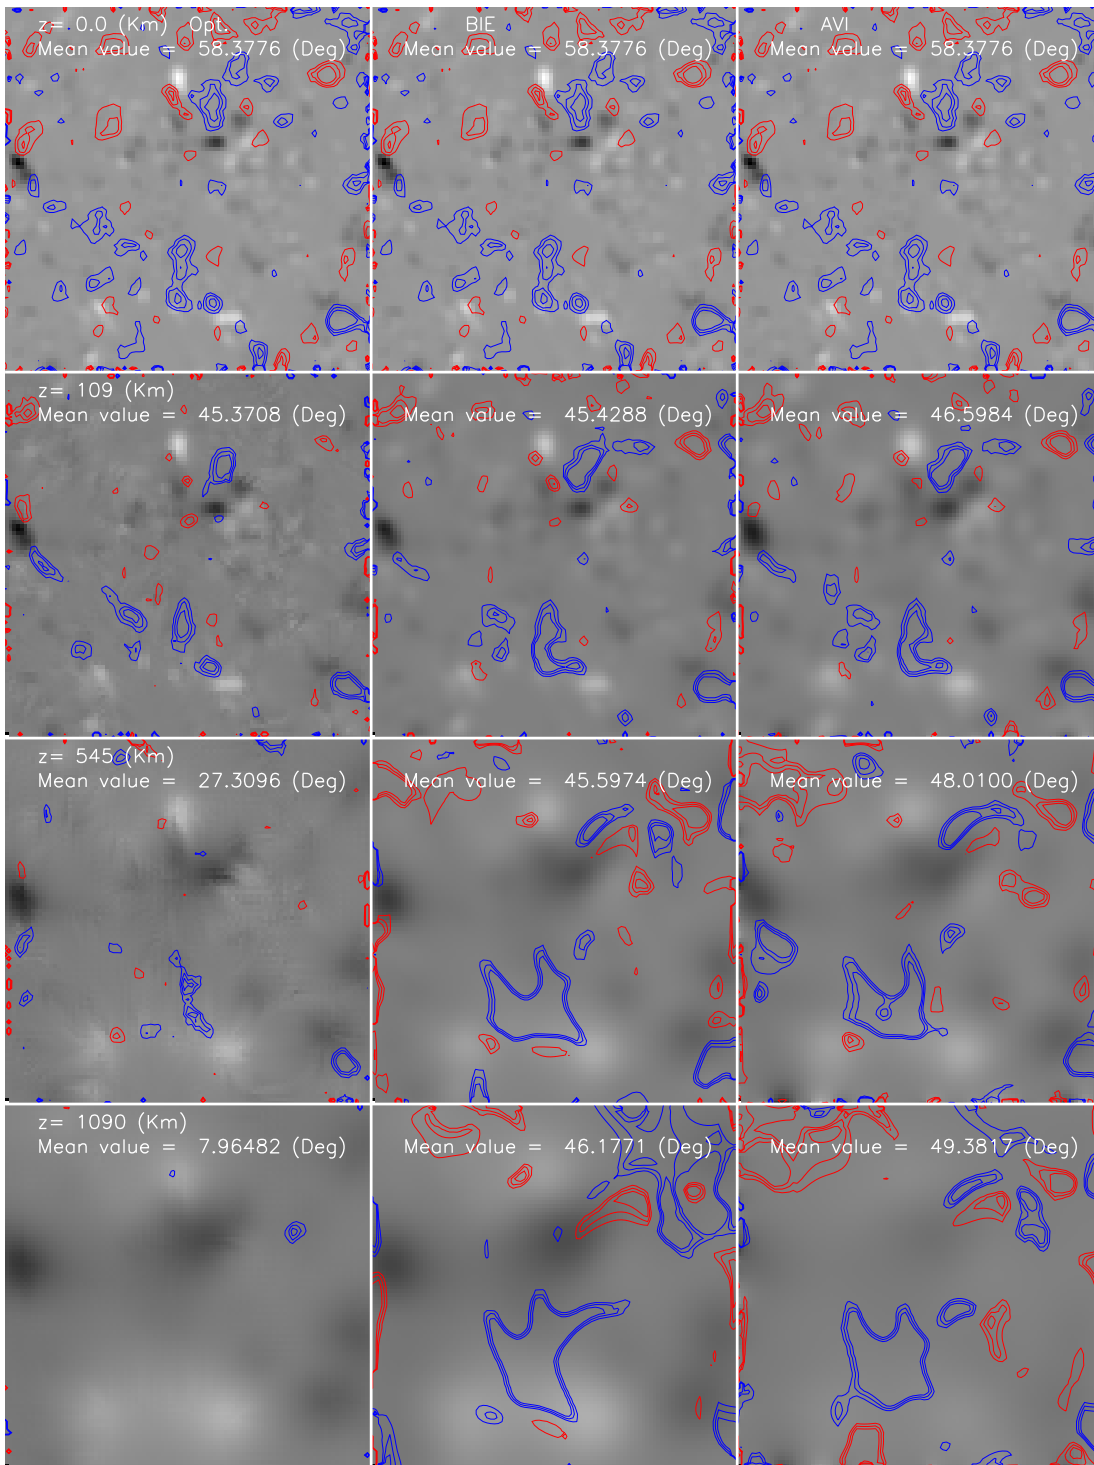 z= 0.0 (Km) Opt. BIE AVI
Mean value = 58.3776 (Deg) Mean value = 58.3776 (Deg) Mean value = 58.3776 (Deg)
z= 109 (Km)
Mean value = 45.3708 (Deg) Mean value = 45.4288 (Deg) Mean value = 46.5984 (Deg)
z= 545 (Km)
Mean value = 27.3096 (Deg) Mean value = 45.5974 (Deg) Mean value = 48.0100 (Deg)
z= 1090 (Km)
Mean value = 7.96482 (Deg) Mean value = 46.1771 (Deg) Mean value = 49.3817 (Deg)